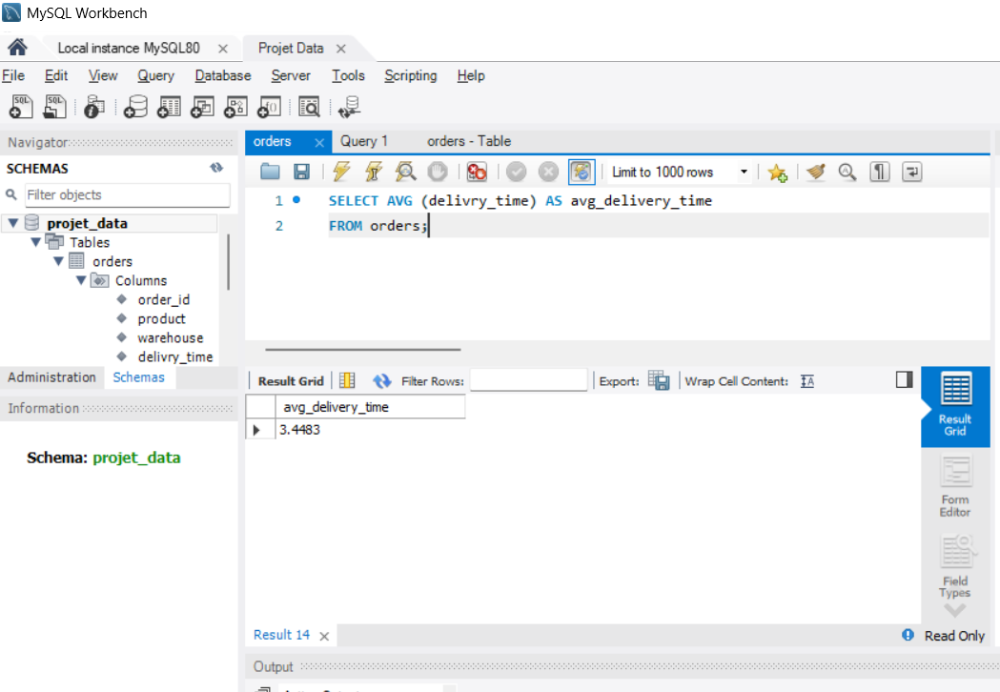 MySQL Workbench
Local instance MySQL80
Projet Data
File Edit View Query Database Server Tools Scripting Help
Navigator
SCHEMAS
Filter objects
projet_data
Tables
orders
Columns
order_id
product
warehouse
delivry_time
Administration Schemas
Information
Schema: projet_data
orders
Query 1
orders - Table
Limit to 1000 rows
1 SELECT AVG (delivry_time) AS avg_delivery_time
2 FROM orders;
Result Grid
Filter Rows:
Export:
Wrap Cell Content:
avg_delivery_time
3.4483
Result
Grid
Form
Editor
Field
Types
Result 14
Read Only
Output